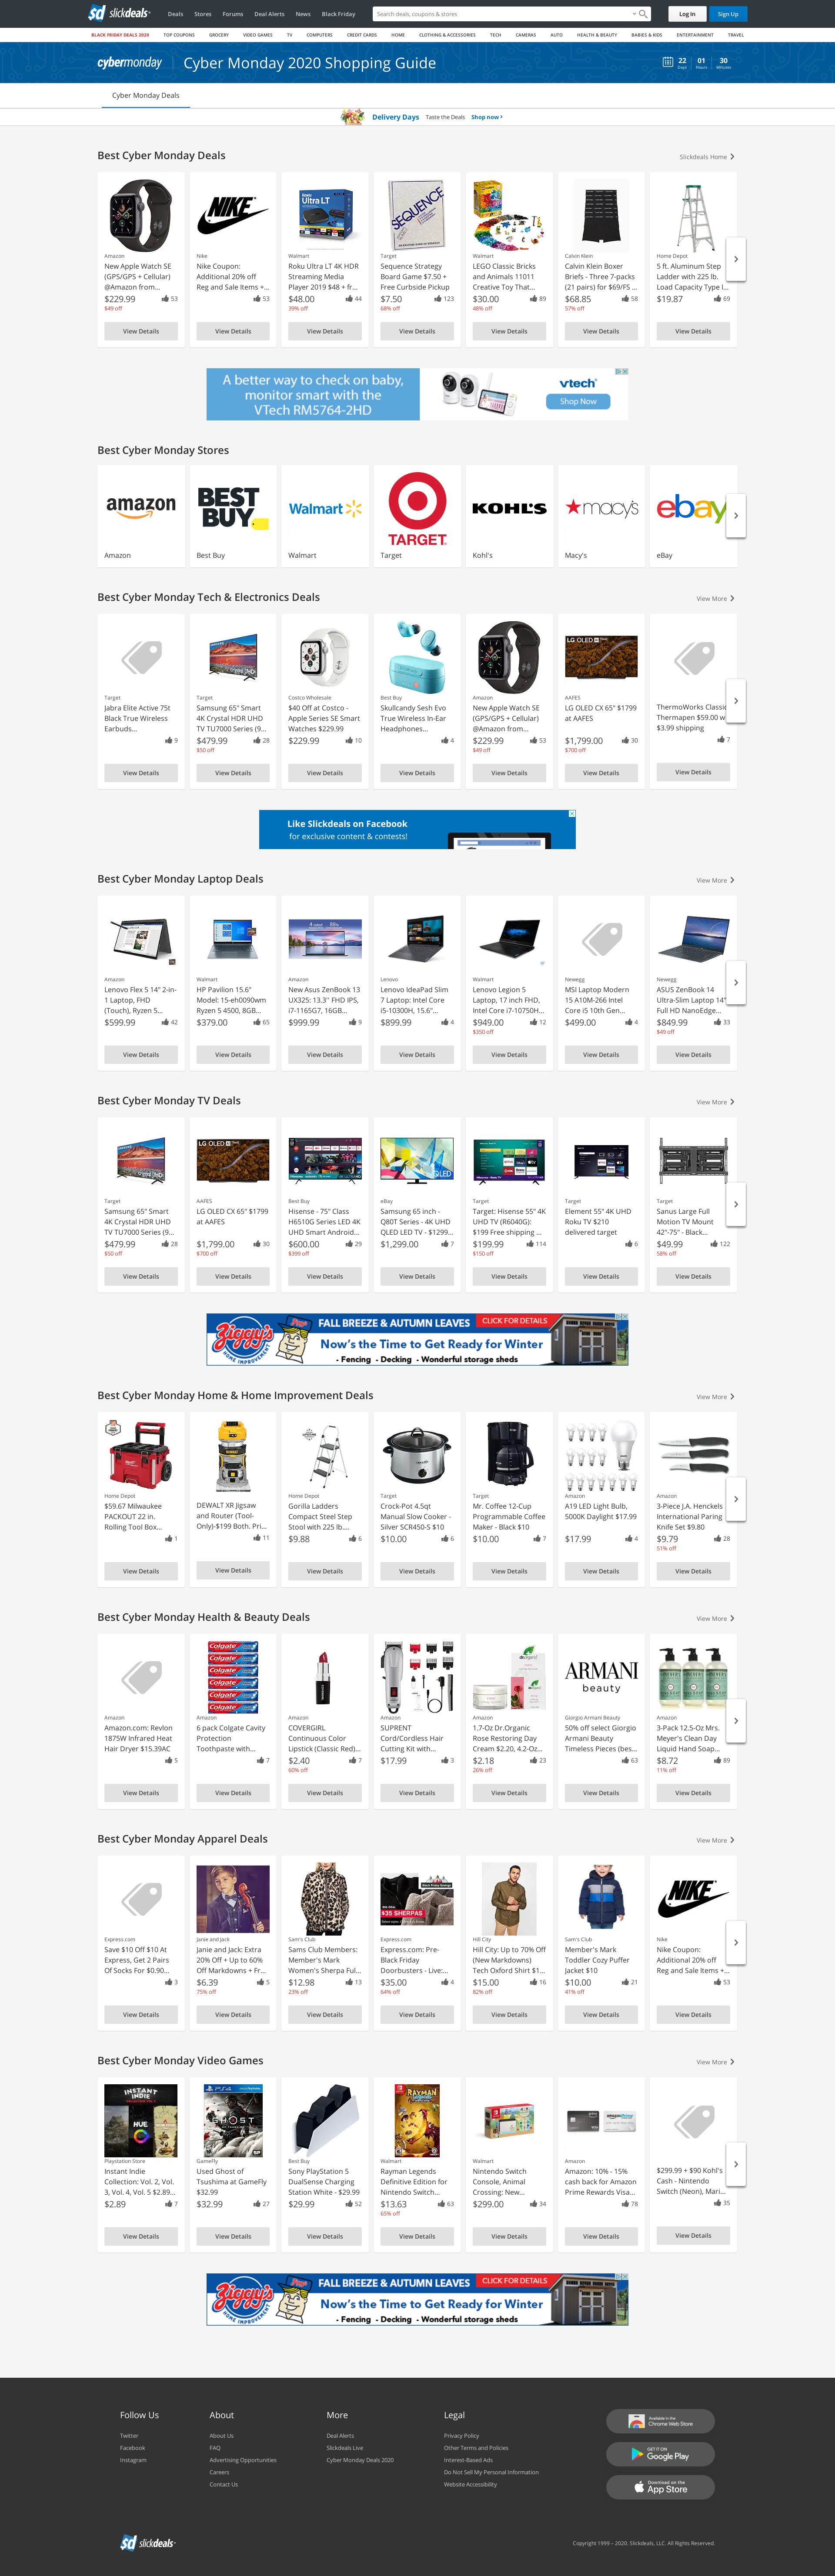 slickdeals
Deals Stores Forums Deal Alerts News Black Friday
Search deals, coupons & stores
Log In Sign Up
BLACK FRIDAY DEALS 2020 TOP COUPONS GROCERY VIDEO GAMES TV COMPUTERS CREDIT CARDS HOME CLOTHING & ACCESSORIES TECH CAMERAS AUTO HEALTH & BEAUTY BABIES & KIDS ENTERTAINMENT TRAVEL
cybermonday Cyber Monday 2020 Shopping Guide
22 01 30
Days Hours Minutes
Cyber Monday Deals
Delivery Days Taste the Deals Shop now
Best Cyber Monday Deals
Slickdeals Home
Amazon
New Apple Watch SE
(GPS/GPS + Cellular)
@Amazon from...
$229.99 53
$49 off
View Details
Nike
Nike Coupon:
Additional 20% off
Reg and Sale Items +...
53
View Details
Walmart
Roku Ultra LT 4K HDR
Streaming Media
Player 2019 $48 + fr...
$48.00 44
39% off
View Details
Target
Sequence Strategy
Board Game $7.50 +
Free Curbside Pickup
$7.50 123
68% off
View Details
Walmart
LEGO Classic Bricks
and Animals 11011
Creative Toy That...
$30.00 89
48% off
View Details
Calvin Klein
Calvin Klein Boxer
Briefs - Three 7-packs
(21 pairs) for $69/FS ...
$68.85 58
57% off
View Details
Home Depot
5 ft. Aluminum Step
Ladder with 225 lb.
Load Capacity Type I...
$19.87 69
View Details
A better way to check on baby,
monitor smart with the
VTech RM5764-2HD
vtech
Shop Now
Best Cyber Monday Stores
amazon
Amazon
BEST
BUY
Best Buy
Walmart
Walmart
TARGET
Target
KOHL'S
Kohl's
macy's
Macy's
ebay
eBay
Best Cyber Monday Tech & Electronics Deals
View More
Target
Jabra Elite Active 75t
Black True Wireless
Earbuds...
9
View Details
Target
Samsung 65" Smart
4K Crystal HDR UHD
TV TU7000 Series (9...
$479.99 28
$50 off
View Details
Costco Wholesale
$40 Off at Costco -
Apple Series SE Smart
Watches $229.99
$229.99 10
View Details
Best Buy
Skullcandy Sesh Evo
True Wireless In-Ear
Headphones...
4
View Details
Amazon
New Apple Watch SE
(GPS/GPS + Cellular)
@Amazon from...
$229.99 53
$49 off
View Details
LG OLED
AAFES
LG OLED CX 65" $1799
at AAFES
$1,799.00 30
$700 off
View Details
ThermoWorks Classic
Thermapen $59.00 w
$3.99 shipping
7
View Details
Like Slickdeals on Facebook
for exclusive content & contests!
Best Cyber Monday Laptop Deals
View More
Amazon
Lenovo Flex 5 14" 2-in-
1 Laptop, FHD
(Touch), Ryzen 5...
$599.99 42
View Details
Walmart
HP Pavilion 15.6"
Model: 15-eh0090wm
Ryzen 5 4500, 8GB...
$379.00 65
View Details
Amazon
New Asus ZenBook 13
UX325: 13.3'' FHD IPS,
i7-1165G7, 16GB...
$999.99 9
View Details
Lenovo
Lenovo IdeaPad Slim
7 Laptop: Intel Core
i5-10300H, 15.6"...
$899.99 4
View Details
Walmart
Lenovo Legion 5
Laptop, 17 inch FHD,
Intel Core i7-10750H...
$949.00 12
$350 off
View Details
Newegg
MSI Laptop Modern
15 A10M-266 Intel
Core i5 10th Gen...
$499.00 4
View Details
Newegg
ASUS ZenBook 14
Ultra-Slim Laptop 14"
Full HD NanoEdge...
$849.99 33
$49 off
View Details
Best Cyber Monday TV Deals
View More
Target
Samsung 65" Smart
4K Crystal HDR UHD
TV TU7000 Series (9...
$479.99 28
$50 off
View Details
LG OLED
AAFES
LG OLED CX 65" $1799
at AAFES
$1,799.00 30
$700 off
View Details
Best Buy
Hisense - 75" Class
H6510G Series LED 4K
UHD Smart Android...
$600.00 29
$399 off
View Details
QLED
eBay
Samsung 65 inch -
Q80T Series - 4K UHD
QLED LED TV - $1299...
$1,299.00 7
View Details
Target
Target: Hisense 55" 4K
UHD TV (R6040G):
$199 Free shipping ...
$199.99 114
$150 off
View Details
Target
Element 55" 4K UHD
Roku TV $210
delivered target
6
View Details
Target
Sanus Large Full
Motion TV Mount
42"-75" - Black...
$49.99 122
58% off
View Details
Ziggy's
HOME IMPROVEMENT
FALL BREEZE & AUTUMN LEAVES CLICK FOR DETAILS
Now's the Time to Get Ready for Winter
- Fencing - Decking - Wonderful storage sheds
Best Cyber Monday Home & Home Improvement Deals
View More
Home Depot
$59.67 Milwaukee
PACKOUT 22 in.
Rolling Tool Box...
1
View Details
DEWALT XR Jigsaw
and Router (Tool-
Only)-$199 Both. Pri...
11
View Details
Home Depot
Gorilla Ladders
Compact Steel Step
Stool with 225 lb....
$9.88 6
View Details
Target
Crock-Pot 4.5qt
Manual Slow Cooker -
Silver SCR450-S $10
$10.00 6
View Details
Target
Mr. Coffee 12-Cup
Programmable Coffee
Maker - Black $10
$10.00 7
View Details
Amazon
A19 LED Light Bulb,
5000K Daylight $17.99
$17.99 4
View Details
Amazon
3-Piece J.A. Henckels
International Paring
Knife Set $9.80
$9.79 28
51% off
View Details
Best Cyber Monday Health & Beauty Deals
View More
Amazon
Amazon.com: Revlon
1875W Infrared Heat
Hair Dryer $15.39AC
5
View Details
Colgate
Colgate
Colgate
Colgate
Colgate
Colgate
Amazon
6 pack Colgate Cavity
Protection
Toothpaste with...
7
View Details
Amazon
COVERGIRL
Continuous Color
Lipstick (Classic Red)...
$2.40 7
60% off
View Details
Amazon
SUPRENT
Cord/Cordless Hair
Cutting Kit with...
$17.99 3
View Details
Amazon
1.7-Oz Dr.Organic
Rose Restoring Day
Cream $2.20, 4.2-Oz...
$2.18 23
26% off
View Details
ARMANI
beauty
Giorgio Armani Beauty
50% off select Giorgio
Armani Beauty
Timeless Pieces (bes...
63
View Details
Amazon
3-Pack 12.5-Oz Mrs.
Meyer's Clean Day
Liquid Hand Soap...
$8.72 89
11% off
View Details
Best Cyber Monday Apparel Deals
View More
Express.com
Save $10 Off $10 At
Express, Get 2 Pairs
Of Socks For $0.90...
3
View Details
Janie and Jack
Janie and Jack: Extra
20% Off + Up to 60%
Off Markdowns + Fr...
$6.39 5
75% off
View Details
Sam's Club
Sams Club Members:
Member's Mark
Women's Sherpa Ful...
$12.98 13
23% off
View Details
$35 SHERPAS
Express.com
Express.com: Pre-
Black Friday
Doorbusters - Live:...
$35.00 4
64% off
View Details
Hill City
Hill City: Up to 70% Off
(New Markdowns)
Tech Oxford Shirt $1...
$15.00 16
82% off
View Details
Sam's Club
Member's Mark
Toddler Cozy Puffer
Jacket $10
$10.00 21
41% off
View Details
Nike
Nike Coupon:
Additional 20% off
Reg and Sale Items +...
53
View Details
Best Cyber Monday Video Games
View More
INSTANT
INDIE
HUE
Playstation Store
Instant Indie
Collection: Vol. 2, Vol.
3, Vol. 4, Vol. 5 $2.89...
$2.89 7
View Details
PS4
GHOST
GameFly
Used Ghost of
Tsushima at GameFly
$32.99
$32.99 27
View Details
Best Buy
Sony PlayStation 5
DualSense Charging
Station White - $29.99
$29.99 52
View Details
RAYMAN
Walmart
Rayman Legends
Definitive Edition for
Nintendo Switch...
$13.63 63
65% off
View Details
Walmart
Nintendo Switch
Console, Animal
Crossing: New...
$299.00 34
View Details
Amazon
Amazon: 10% - 15%
cash back for Amazon
Prime Rewards Visa...
78
View Details
$299.99 + $90 Kohl's
Cash - Nintendo
Switch (Neon), Mari...
35
View Details
Ziggy's
HOME IMPROVEMENT
FALL BREEZE & AUTUMN LEAVES CLICK FOR DETAILS
Now's the Time to Get Ready for Winter
- Fencing - Decking - Wonderful storage sheds
Follow Us
Twitter
Facebook
Instagram
About
About Us
FAQ
Advertising Opportunities
Careers
Contact Us
More
Deal Alerts
Slickdeals Live
Cyber Monday Deals 2020
Legal
Privacy Policy
Other Terms and Policies
Interest-Based Ads
Do Not Sell My Personal Information
Website Accessibility
Available in the
Chrome Web Store
GET IT ON
Google Play
Download on the
App Store
slickdeals
Copyright 1999 – 2020. Slickdeals, LLC. All Rights Reserved.